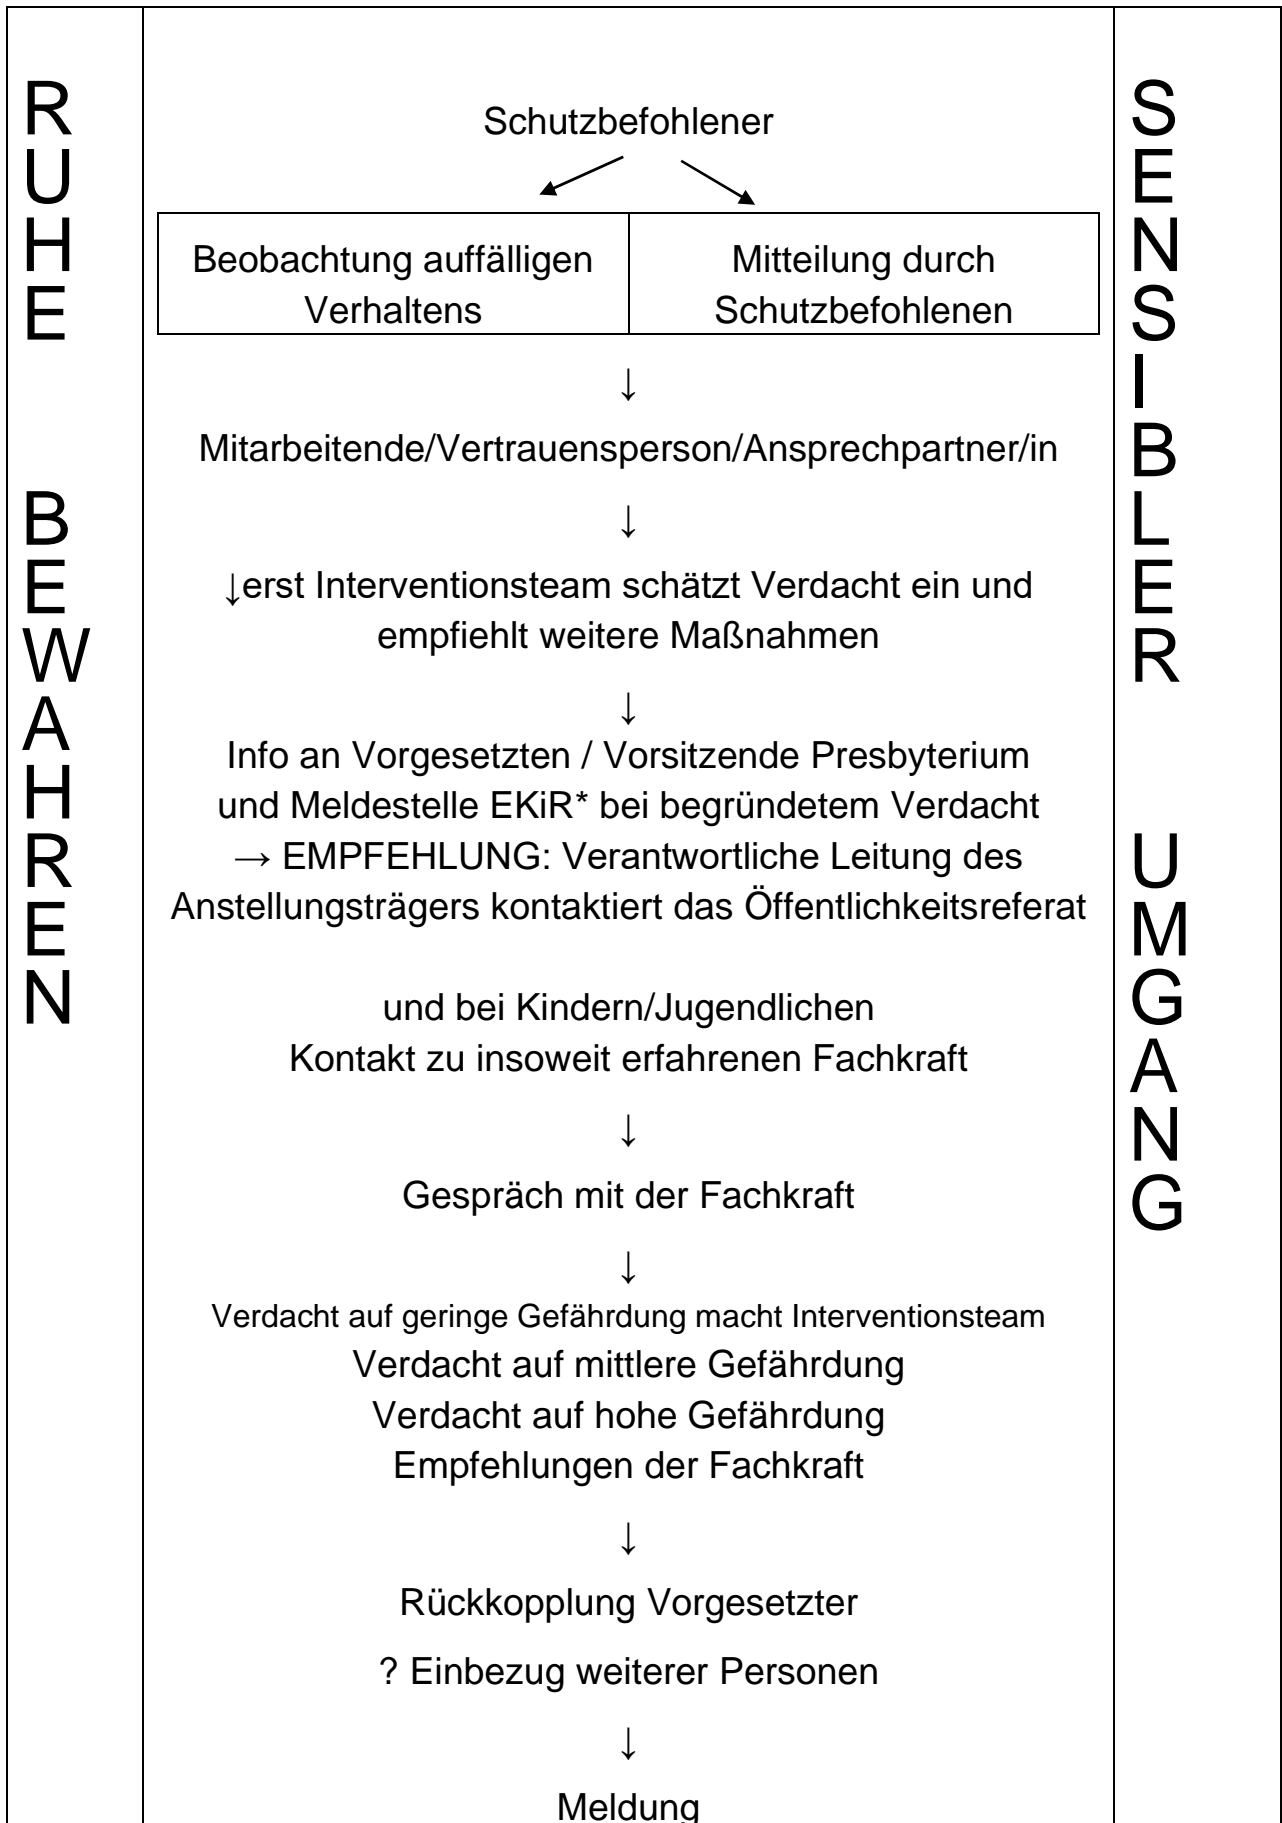 RUHE BEWAHREN
Schutzbefohlener
Beobachtung auffälligen
Verhaltens
Mitteilung durch
Schutzbefohlenen
↓
Mitarbeitende/Vertrauensperson/Ansprechpartner/in
↓
↓erst Interventionsteam schätzt Verdacht ein und
empfiehlt weitere Maßnahmen
↓
Info an Vorgesetzten / Vorsitzende Presbyterium
und Meldestelle EKiR* bei begründetem Verdacht
→ EMPFEHLUNG: Verantwortliche Leitung des
Anstellungsträgers kontaktiert das Öffentlichkeitsreferat
und bei Kindern/Jugendlichen
Kontakt zu insoweit erfahrenen Fachkraft
↓
Gespräch mit der Fachkraft
↓
Verdacht auf geringe Gefährdung macht Interventionsteam
Verdacht auf mittlere Gefährdung
Verdacht auf hohe Gefährdung
Empfehlungen der Fachkraft
↓
Rückkopplung Vorgesetzter
? Einbezug weiterer Personen
↓
Meldung
SENSIBLER UMGANG